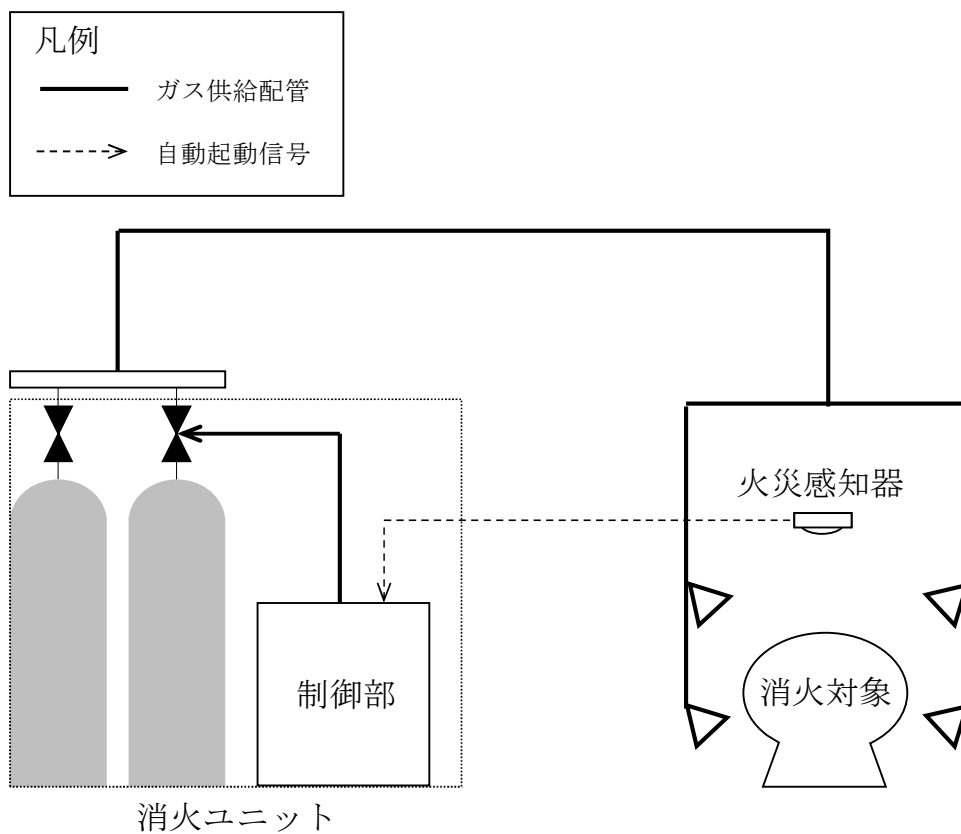 凡例
ガス供給配管
自動起動信号
火災感知器
制御部
消火対象
消火ユニット